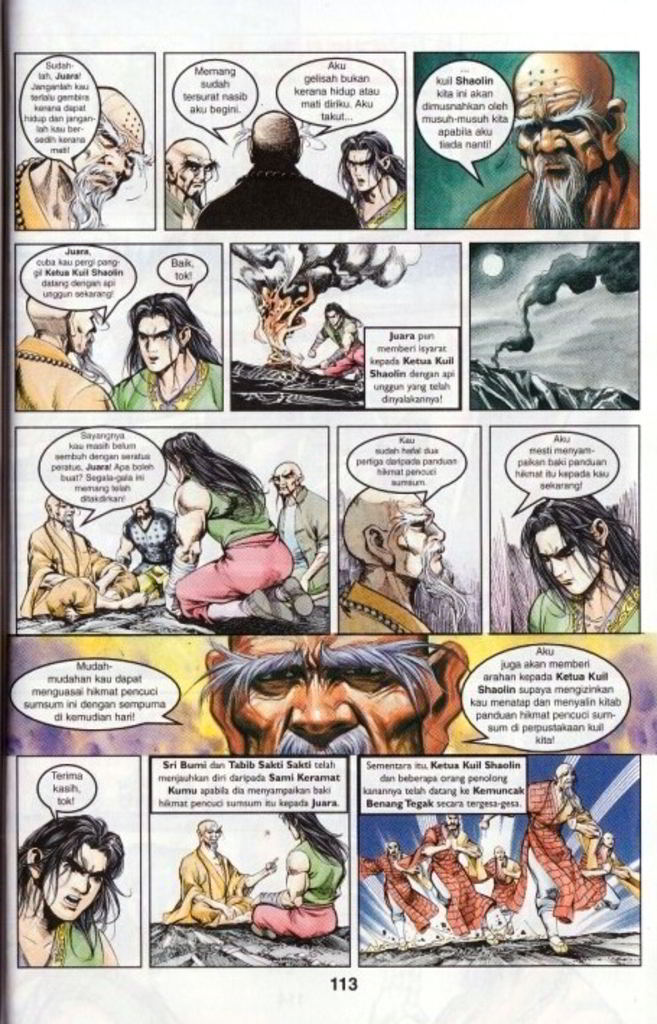 Sudah-
lah, Juara!
Janganlah kau
terlalu gembira
kerana dapat
hidup dan jangan-
lah kau ber-
sedih kerana
mati!
Memang
sudah
tersurat nasib
aku begini.
Aku
gelisah bukan
kerana hidup atau
mati diriku. Aku
takut...
...
kuil Shaolin
kita ini akan
dimusnahkan oleh
musuh-musuh kita
apabila aku
tiada nanti!
Juara,
cuba kau pergi pang-
gil Ketua Kuil Shaolin
datang dengan api
unggun sekarang!
Baik,
tok!
Juara pun
memberi isyarat
kepada Ketua Kuil
Shaolin dengan api
unggun yang telah
dinyalakannya!
Sayangnya
kau masih belum
sembuh dengan seratus
peratus, Juara! Apa boleh
buat? Segala-gala ini
memang telah
ditakdirkan!
Kau
sudah hafal dua
pertiga daripada panduan
hikmat pencuci
sumsum.
Aku
mesti menyam-
paikan baki panduan
hikmat itu kepada kau
sekarang!
Mudah-
mudahan kau dapat
menguasai hikmat pencuci
sumsum ini dengan sempurna
di kemudian hari!
Aku
juga akan memberi
arahan kepada Ketua Kuil
Shaolin supaya mengizinkan
kau menatap dan menyalin kitab
panduan hikmat pencuci sum-
sum di perpustakaan kuil
kita!
Terima
kasih,
tok!
Sri Bumi dan Tabib Sakti Sakti telah
menjauhkan diri daripada Sami Keramat
Kumu apabila dia menyampaikan baki
hikmat pencuci sumsum itu kepada Juara.
Sementara itu, Ketua Kuil Shaolin
dan beberapa orang penolong
kanannya telah datang ke Kemuncak
Benang Tegak secara tergesa-gesa.
113